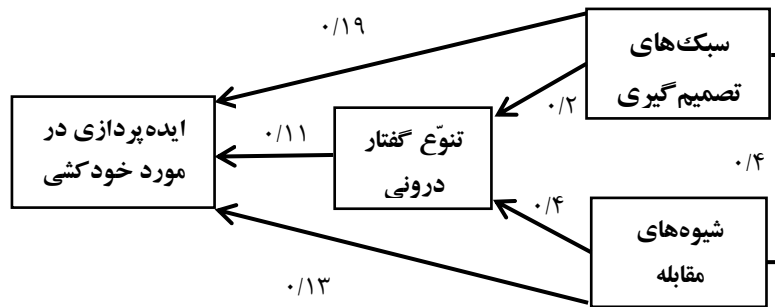 سبک‌های
تصمیم گیری
۰/۱۹
۰/۲
تنوّع گفتار
درونی
۰/۱۱
ایده‌پردازی در
مورد خودکشی
۰/۴
۰/۴
شیوه‌های
مقابله
۰/۱۳